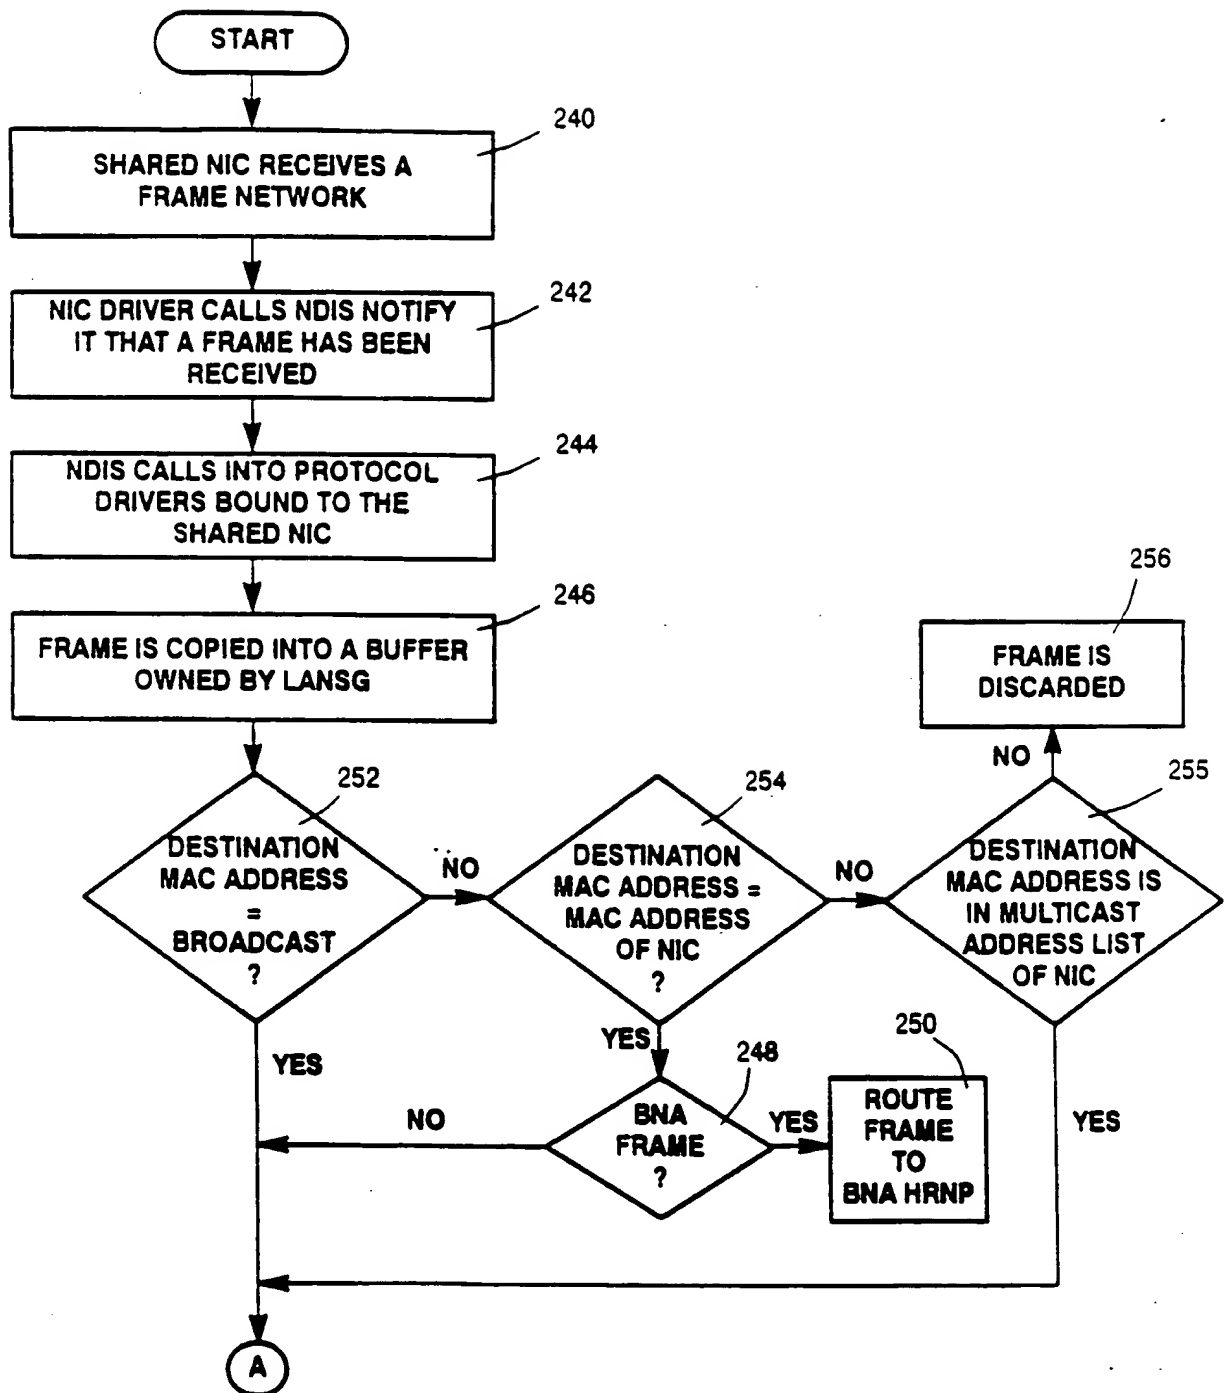 START
240
SHARED NIC RECEIVES A
FRAME NETWORK
242
NIC DRIVER CALLS NDIS NOTIFY
IT THAT A FRAME HAS BEEN
RECEIVED
244
NDIS CALLS INTO PROTOCOL
DRIVERS BOUND TO THE
SHARED NIC
246
FRAME IS COPIED INTO A BUFFER
OWNED BY LANSG
256
FRAME IS
DISCARDED
NO
252
DESTINATION
MAC ADDRESS
=
BROADCAST
?
NO
254
DESTINATION
MAC ADDRESS =
MAC ADDRESS
OF NIC
?
NO
255
DESTINATION
MAC ADDRESS IS
IN MULTICAST
ADDRESS LIST
OF NIC
YES
YES
248
BNA
FRAME
?
NO
YES
250
ROUTE
FRAME
TO
BNA HRNP
YES
A